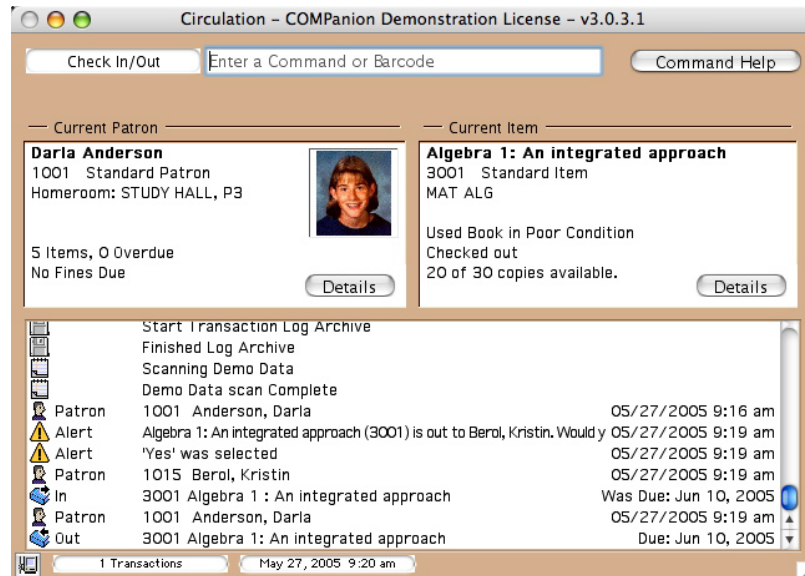 Circulation – COMPanion Demonstration License – v3.0.3.1
Check In/Out Enter a Command or Barcode Command Help
Current Patron
Darla Anderson
1001 Standard Patron
Homeroom: STUDY HALL, P3
5 Items, 0 Overdue
No Fines Due
Details
Current Item
Algebra 1: An integrated approach
3001 Standard Item
MAT ALG
Used Book in Poor Condition
Checked out
20 of 30 copies available.
Details
Start Transaction Log Archive
Finished Log Archive
Scanning Demo Data
Demo Data scan Complete
Patron 1001 Anderson, Darla 05/27/2005 9:16 am
Alert Algebra 1: An integrated approach (3001) is out to Berol, Kristin. Would y 05/27/2005 9:19 am
Alert 'Yes' was selected 05/27/2005 9:19 am
Patron 1015 Berol, Kristin 05/27/2005 9:19 am
In 3001 Algebra 1 : An integrated approach Was Due: Jun 10, 2005
Patron 1001 Anderson, Darla 05/27/2005 9:19 am
Out 3001 Algebra 1: An integrated approach Due: Jun 10, 2005
1 Transactions May 27, 2005 9:20 am